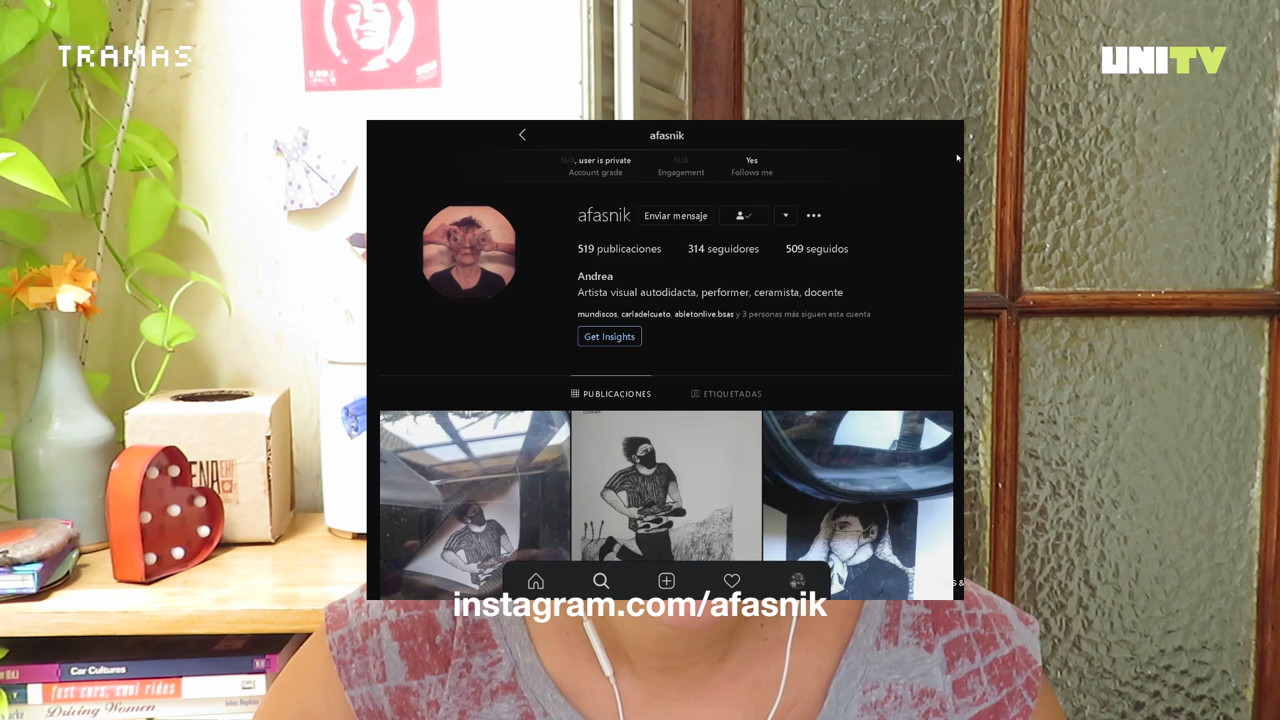 TRAMAS
UNITV
afasnik
N/A, user is private
Account grade
N/A
Engagement
Yes
Follows me
afasnik
Enviar mensaje
519 publicaciones
314 seguidores
509 seguidos
Andrea
Artista visual autodidacta, performer, ceramista, docente
mundiscos, carladelcueto, abletonlive.bsas y 3 personas más siguen esta cuenta
Get Insights
PUBLICACIONES
ETIQUETADAS
instagram.com/afasnik
Car Cultures
fast cars, cool rides
Driving Women